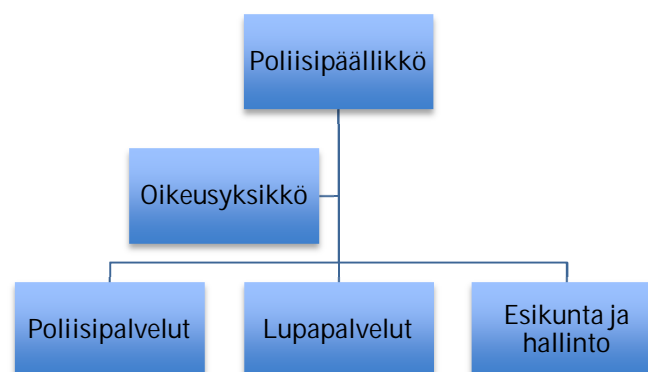 Poliisipäällikkö
Oikeusyksikkö
Poliisipalvelut
Lupapalvelut
Esikunta ja
hallinto